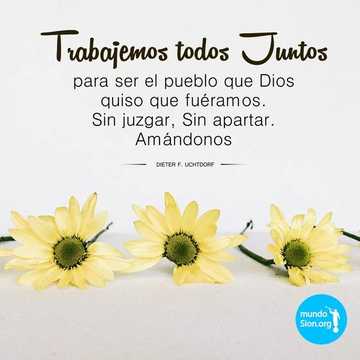 Trabajemos todos Juntos
para ser el pueblo que Dios
quiso que fuéramos.
Sin juzgar, Sin apartar.
Amándonos
DIETER F. UCHTDORF
mundo
Sion.org